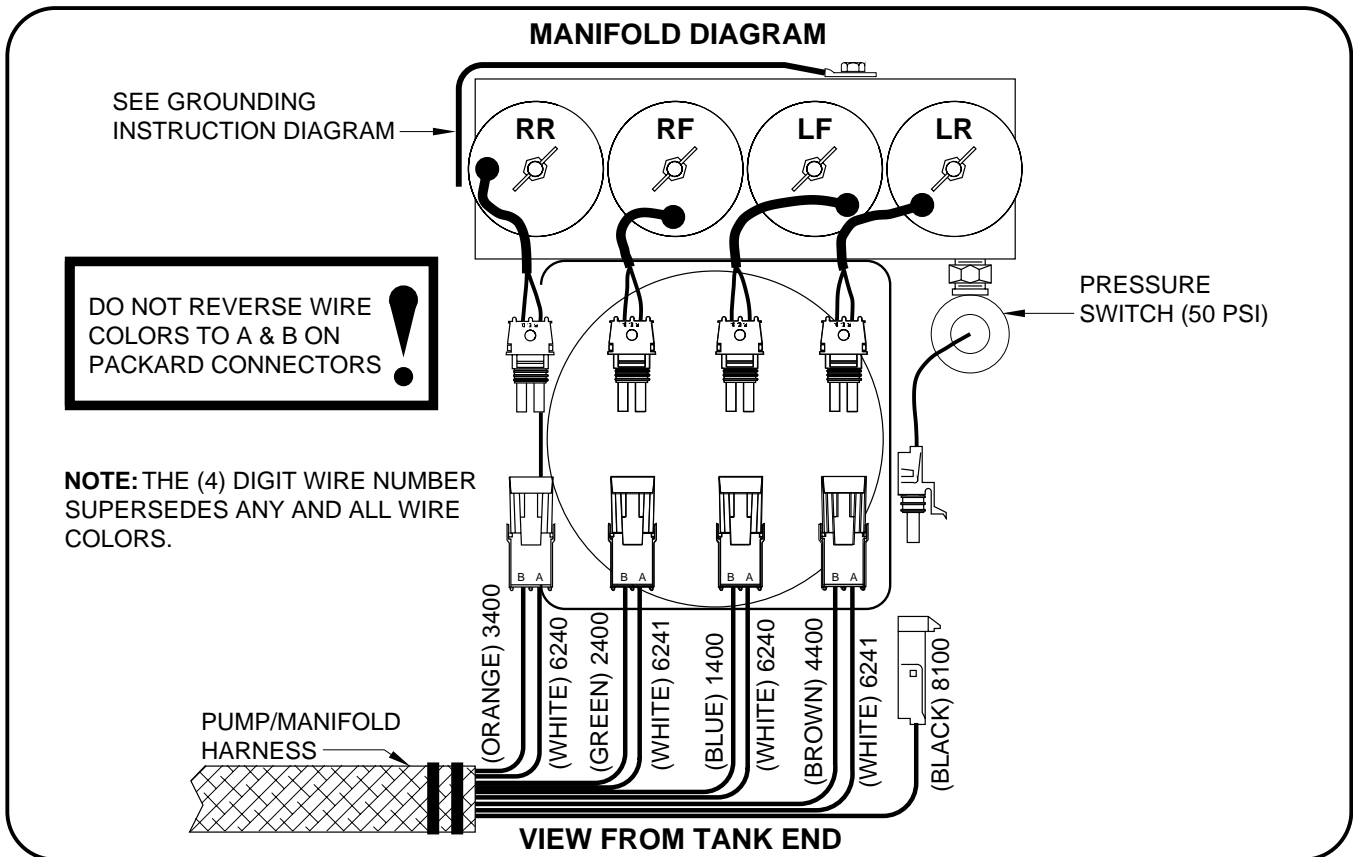 MANIFOLD DIAGRAM
SEE GROUNDING
INSTRUCTION DIAGRAM
RR
RF
LF
LR
DO NOT REVERSE WIRE
COLORS TO A & B ON
PACKARD CONNECTORS
!
PRESSURE
SWITCH (50 PSI)
NOTE: THE (4) DIGIT WIRE NUMBER
SUPERSEDES ANY AND ALL WIRE
COLORS.
B A
B A
B A
B A
(ORANGE) 3400
(WHITE) 6240
(GREEN) 2400
(WHITE) 6241
(BLUE) 1400
(WHITE) 6240
(BROWN) 4400
(WHITE) 6241
(BLACK) 8100
PUMP/MANIFOLD
HARNESS
VIEW FROM TANK END